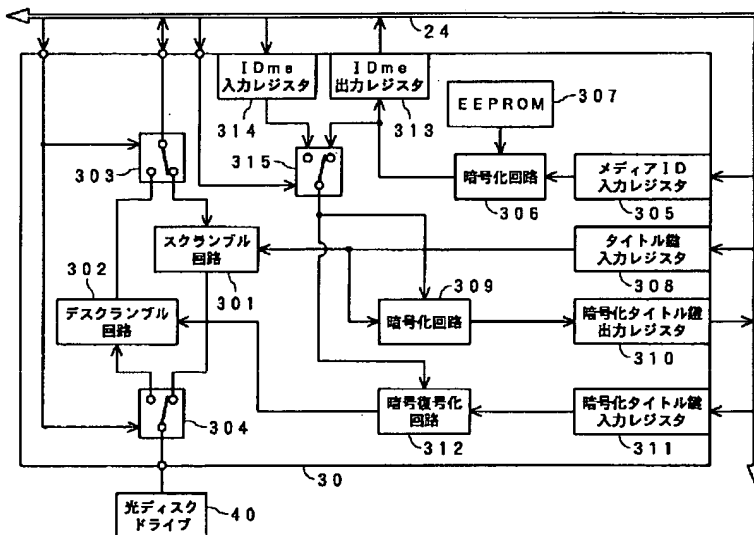 24
IDme
入力レジスタ
314
IDme
出力レジスタ
313
EEPROM
307
303
315
暗号化回路
306
メディアID
入力レジスタ
305
スクランブル
回路
301
タイトル鍵
入力レジスタ
308
302
デスクランブル
回路
309
暗号化回路
暗号化タイトル鍵
出力レジスタ
310
304
暗号復号化
回路
312
暗号化タイトル鍵
入力レジスタ
311
30
光ディスク
ドライブ
40